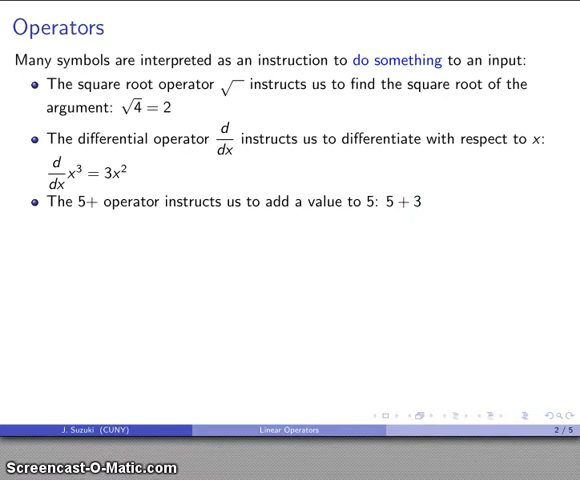 Operators
Many symbols are interpreted as an instruction to do something to an input:
The square root operator √ instructs us to find the square root of the
argument: √4 = 2
The differential operator d/dx instructs us to differentiate with respect to x:
d/dx x³ = 3x²
The 5+ operator instructs us to add a value to 5: 5 + 3
J. Suzuki (CUNY) Linear Operators 2 / 5
Screencast-O-Matic.com